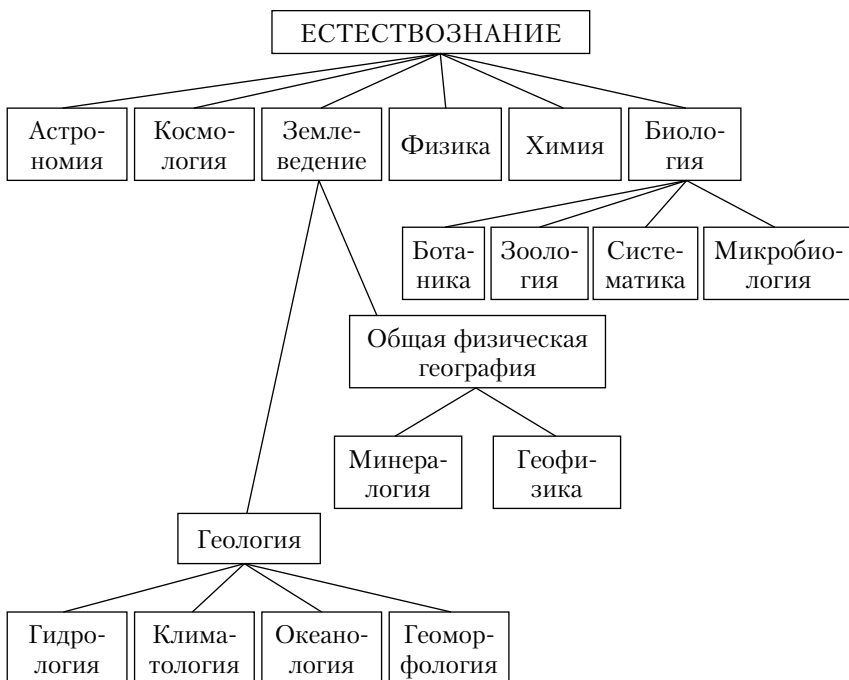 ЕСТЕСТВОЗНАНИЕ
Астро-
номия
Космо-
логия
Земле-
ведение
Физика
Химия
Биоло-
гия
Бота-
ника
Зооло-
гия
Систе-
матика
Микробио-
логия
Общая физическая
география
Минера-
логия
Геофи-
зика
Геология
Гидро-
логия
Клима-
тология
Океано-
логия
Геомор-
фология